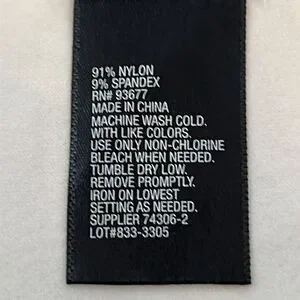 91% NYLON
9% SPANDEX
RN# 93677
MADE IN CHINA
MACHINE WASH COLD.
WITH LIKE COLORS.
USE ONLY NON-CHLORINE
BLEACH WHEN NEEDED.
TUMBLE DRY LOW.
REMOVE PROMPTLY.
IRON ON LOWEST
SETTING AS NEEDED.
SUPPLIER 74306-2
LOT#833-3305